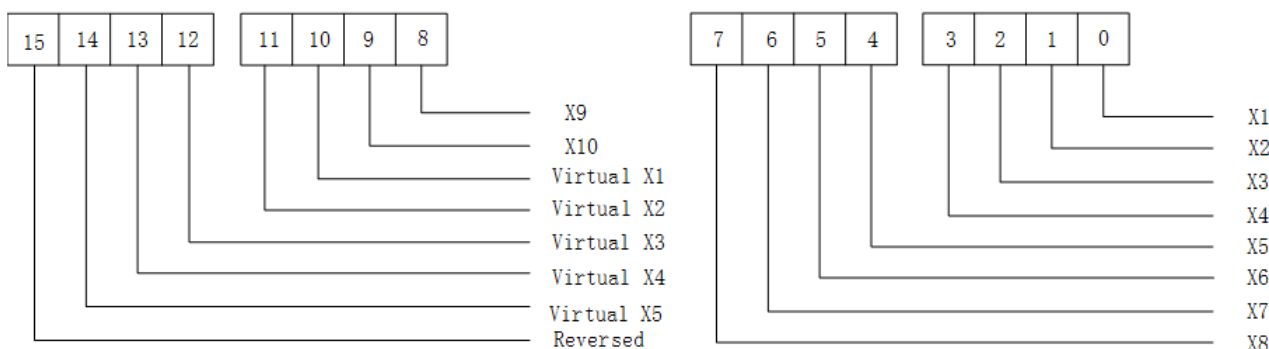 15 14 13 12 11 10 9 8 7 6 5 4 3 2 1 0
X9
X10
Virtual X1
Virtual X2
Virtual X3
Virtual X4
Virtual X5
Reversed
X1
X2
X3
X4
X5
X6
X7
X8